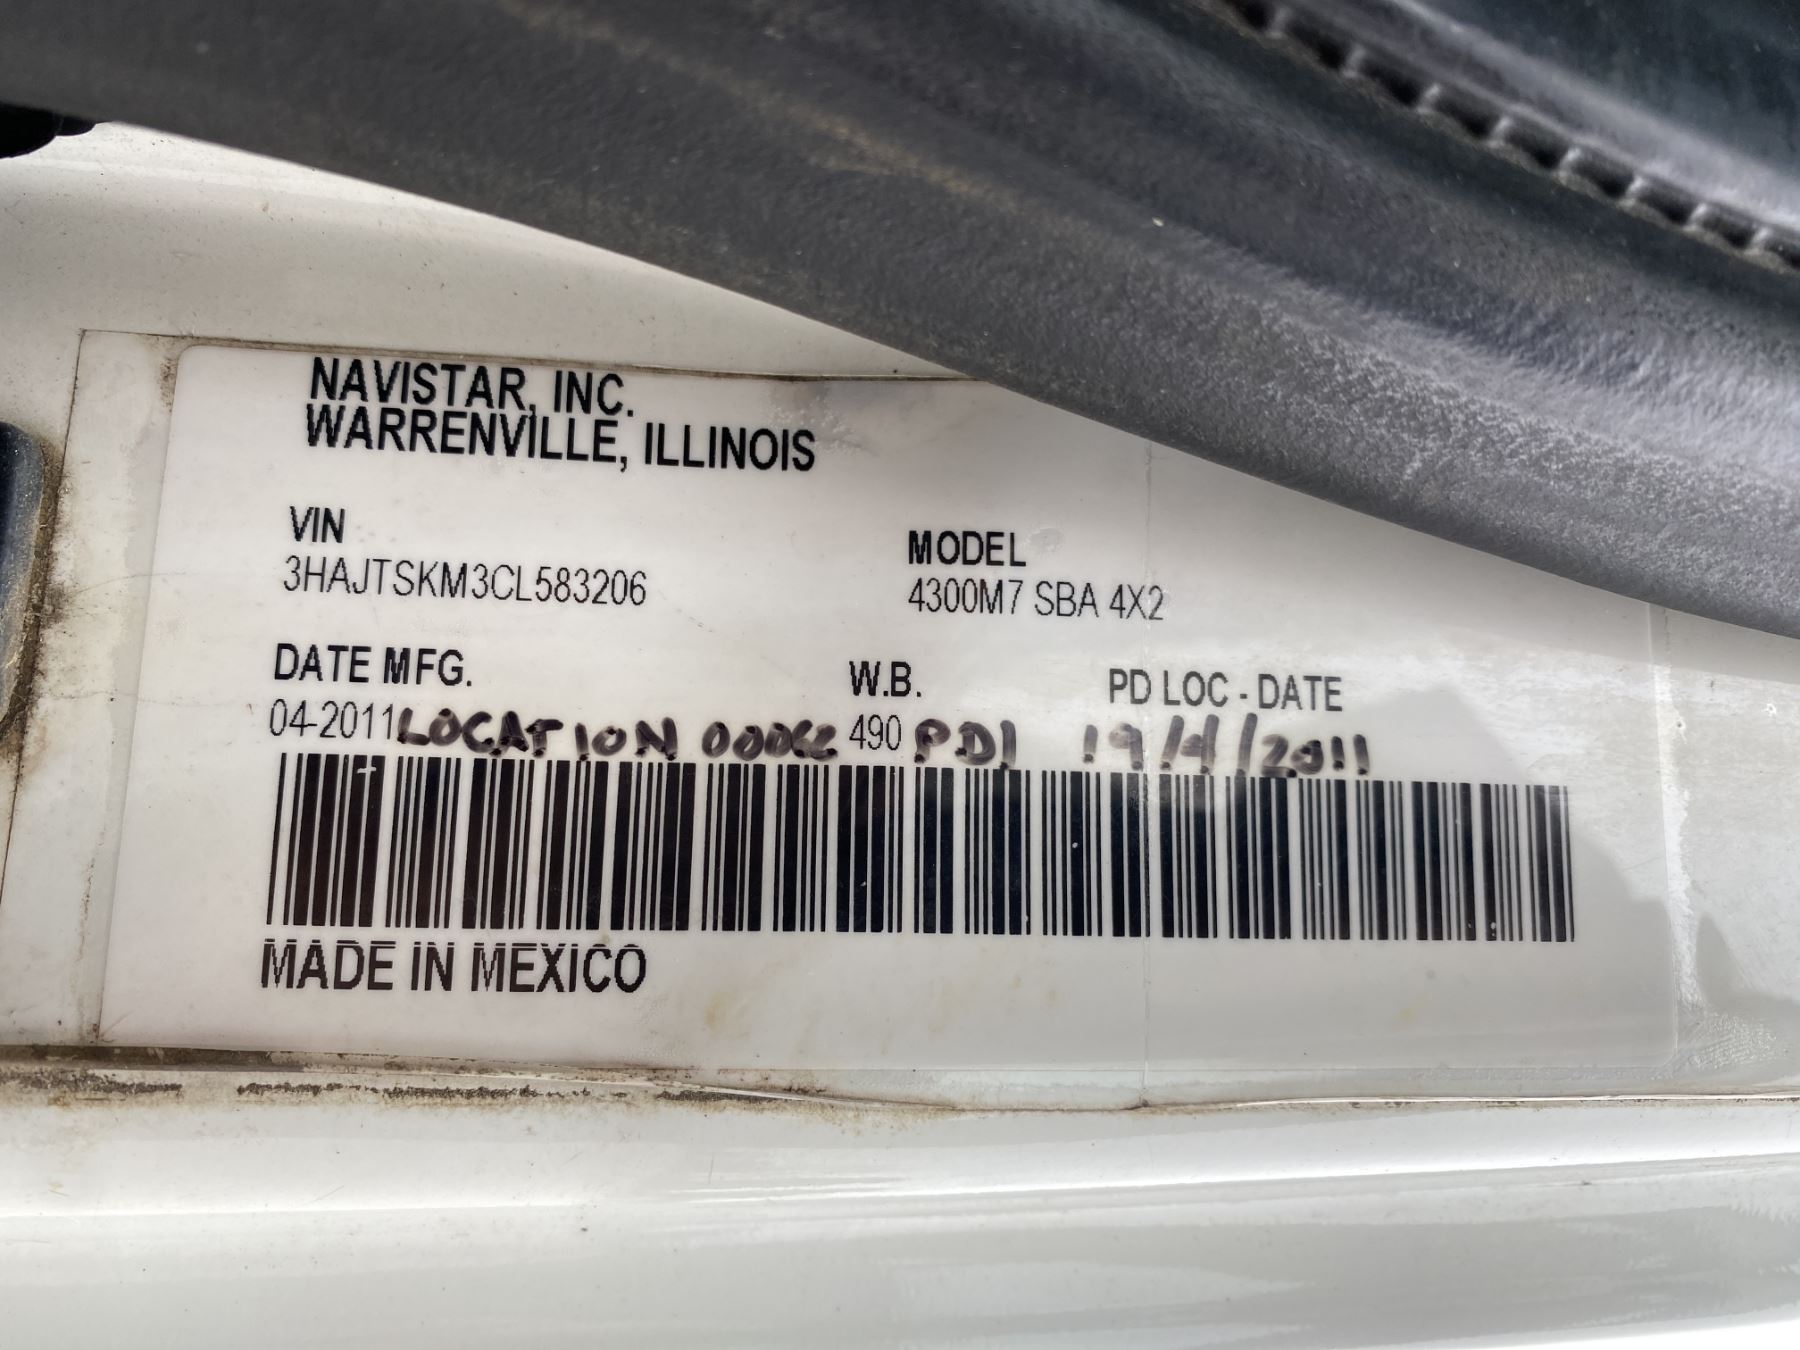 NAVISTAR, INC.
WARRENVILLE, ILLINOIS
VIN MODEL
3HAJTSKM3CL583206 4300M7 SBA 4X2
DATE MFG. W.B. PD LOC - DATE
04-2011 LOCATION 490 PDI 19/4/2011
MADE IN MEXICO